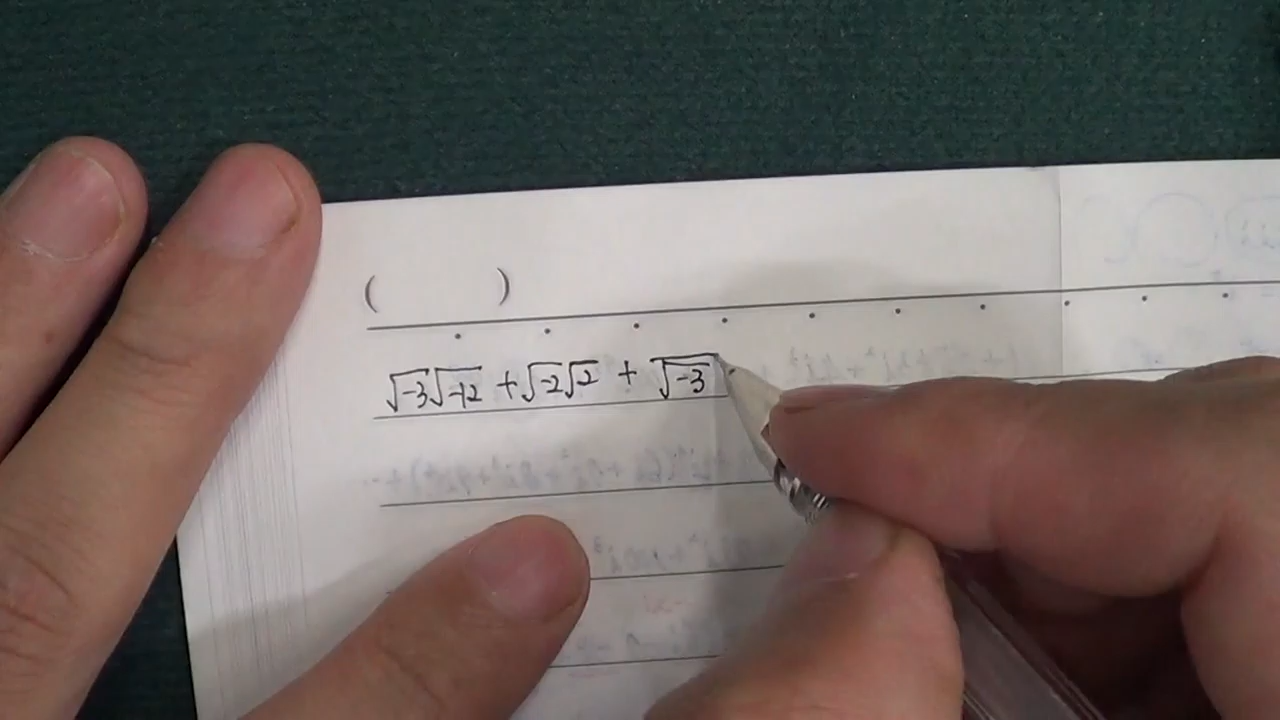 ( )
√-3√-12 + √-2√2 + √-3